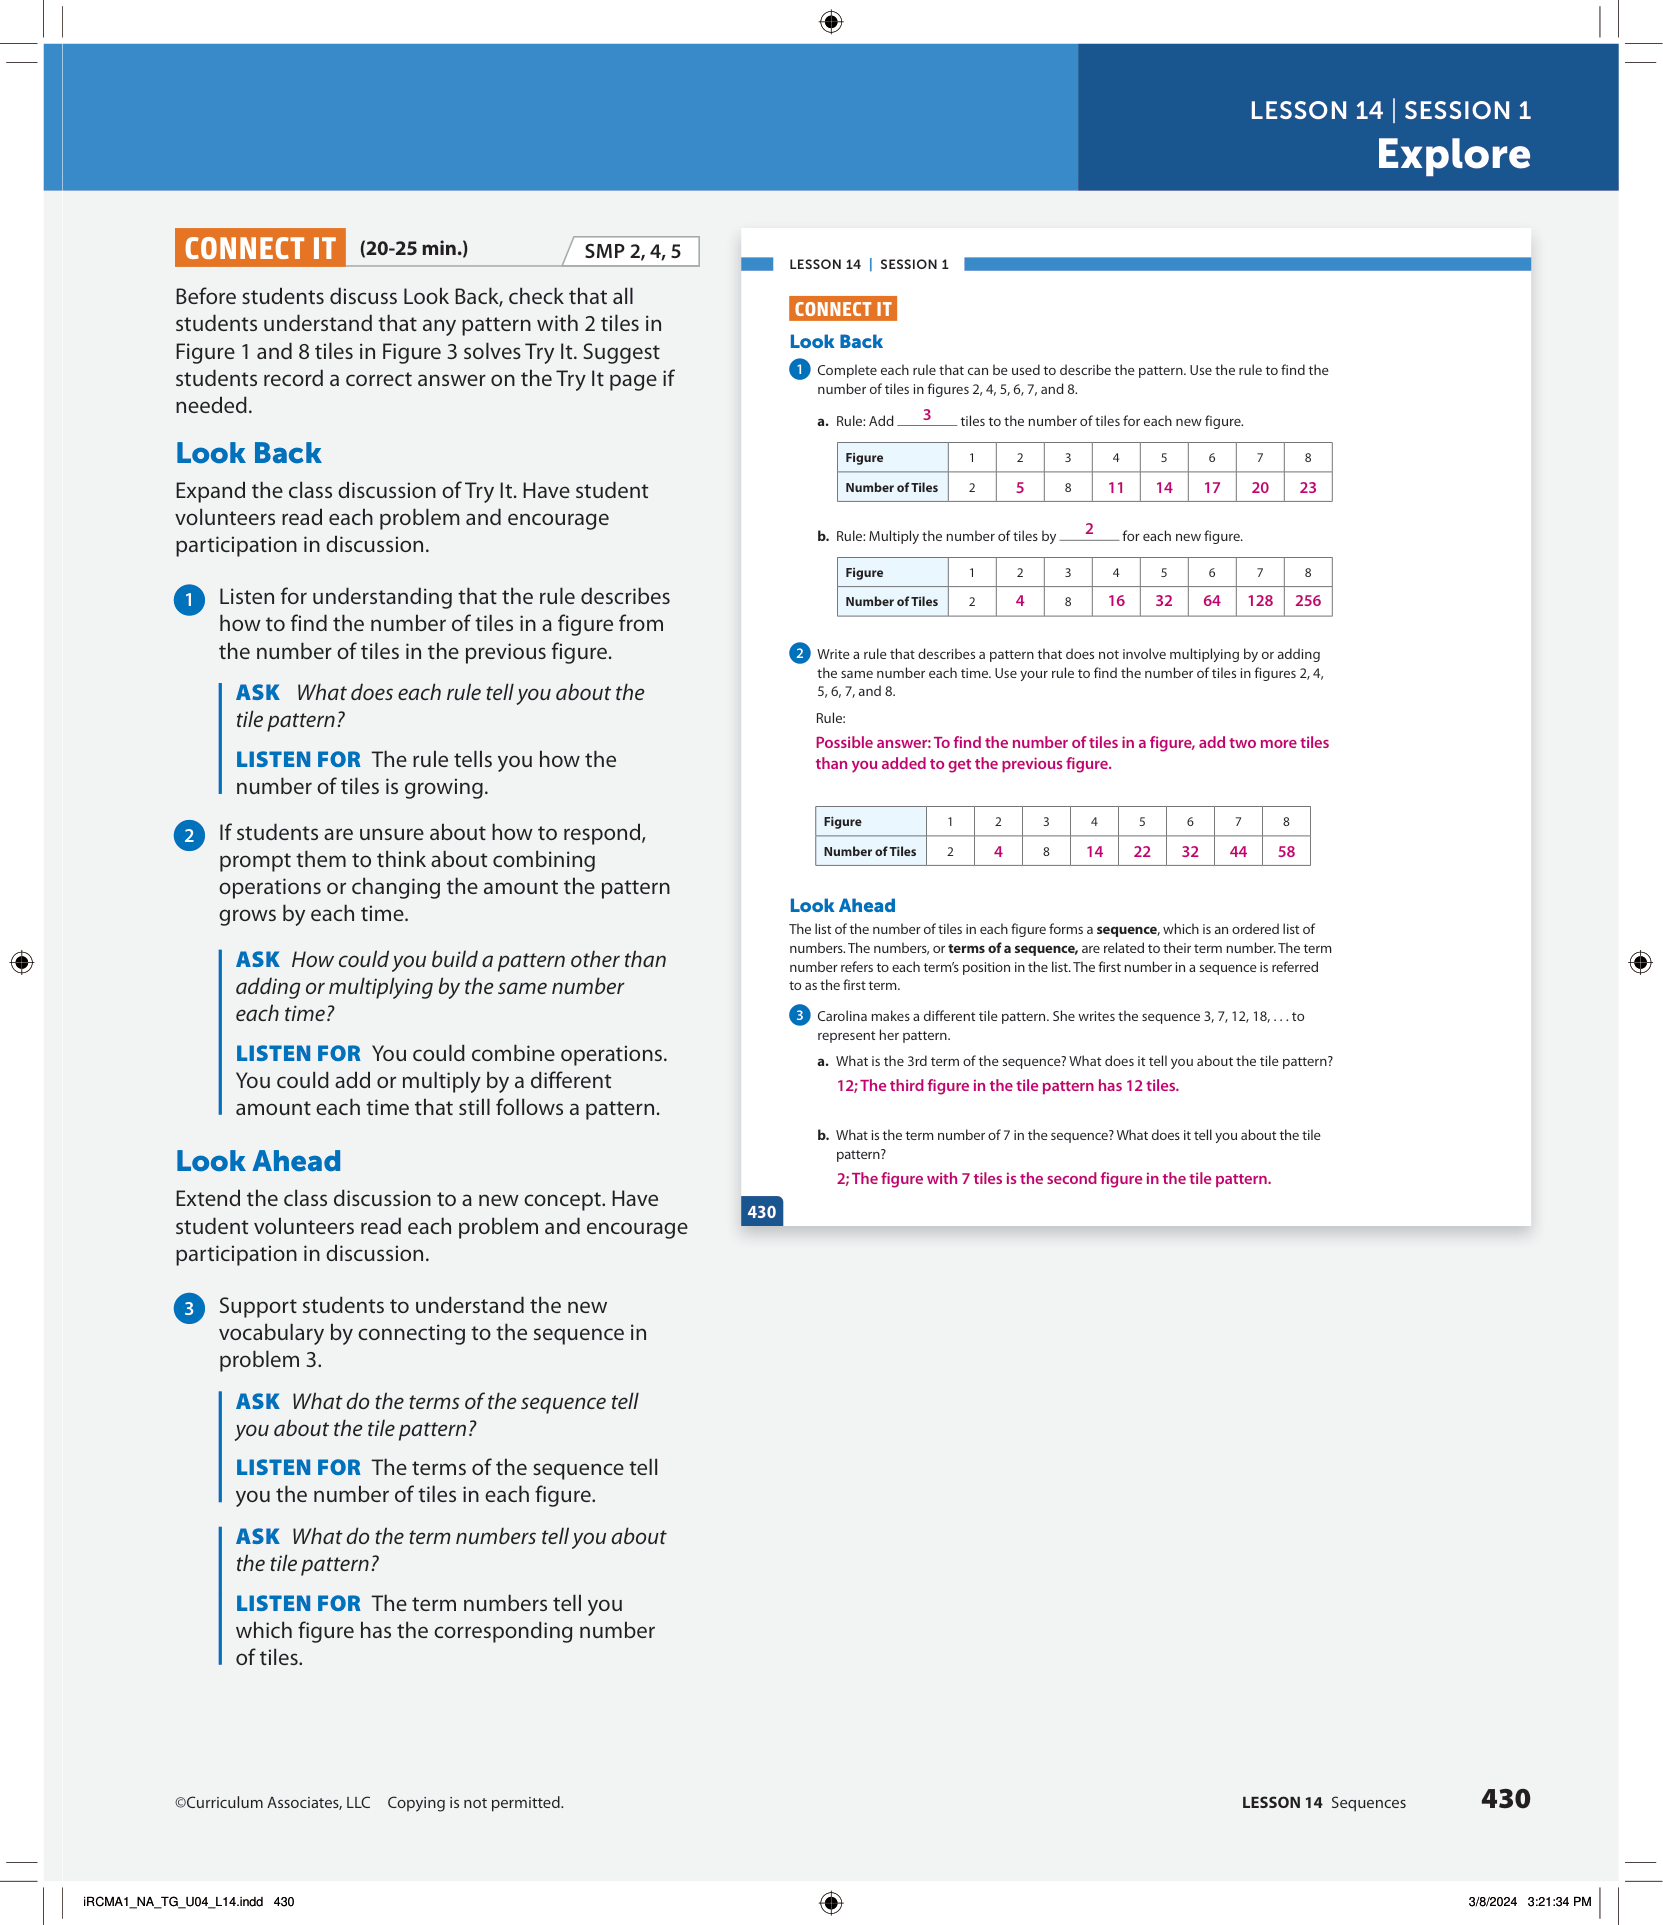 LESSON 14 | SESSION 1
Explore
CONNECT IT (20-25 min.) SMP 2, 4, 5
Before students discuss Look Back, check that all
students understand that any pattern with 2 tiles in
Figure 1 and 8 tiles in Figure 3 solves Try It. Suggest
students record a correct answer on the Try It page if
needed.
Look Back
Expand the class discussion of Try It. Have student
volunteers read each problem and encourage
participation in discussion.
1 Listen for understanding that the rule describes
how to find the number of tiles in a figure from
the number of tiles in the previous figure.
ASK What does each rule tell you about the
tile pattern?
LISTEN FOR The rule tells you how the
number of tiles is growing.
2 If students are unsure about how to respond,
prompt them to think about combining
operations or changing the amount the pattern
grows by each time.
ASK How could you build a pattern other than
adding or multiplying by the same number
each time?
LISTEN FOR You could combine operations.
You could add or multiply by a different
amount each time that still follows a pattern.
Look Ahead
Extend the class discussion to a new concept. Have
student volunteers read each problem and encourage
participation in discussion.
3 Support students to understand the new
vocabulary by connecting to the sequence in
problem 3.
ASK What do the terms of the sequence tell
you about the tile pattern?
LISTEN FOR The terms of the sequence tell
you the number of tiles in each figure.
ASK What do the term numbers tell you about
the tile pattern?
LISTEN FOR The term numbers tell you
which figure has the corresponding number
of tiles.
LESSON 14 | SESSION 1
CONNECT IT
Look Back
1 Complete each rule that can be used to describe the pattern. Use the rule to find the
number of tiles in figures 2, 4, 5, 6, 7, and 8.
a. Rule: Add 3 tiles to the number of tiles for each new figure.
Figure 1 2 3 4 5 6 7 8
Number of Tiles 2 5 8 11 14 17 20 23
b. Rule: Multiply the number of tiles by 2 for each new figure.
Figure 1 2 3 4 5 6 7 8
Number of Tiles 2 4 8 16 32 64 128 256
2 Write a rule that describes a pattern that does not involve multiplying by or adding
the same number each time. Use your rule to find the number of tiles in figures 2, 4,
5, 6, 7, and 8.
Rule:
Possible answer: To find the number of tiles in a figure, add two more tiles
than you added to get the previous figure.
Figure 1 2 3 4 5 6 7 8
Number of Tiles 2 4 8 14 22 32 44 58
Look Ahead
The list of the number of tiles in each figure forms a sequence, which is an ordered list of
numbers. The numbers, or terms of a sequence, are related to their term number. The term
number refers to each term's position in the list. The first number in a sequence is referred
to as the first term.
3 Carolina makes a different tile pattern. She writes the sequence 3, 7, 12, 18, . . . to
represent her pattern.
a. What is the 3rd term of the sequence? What does it tell you about the tile pattern?
12; The third figure in the tile pattern has 12 tiles.
b. What is the term number of 7 in the sequence? What does it tell you about the tile
pattern?
2; The figure with 7 tiles is the second figure in the tile pattern.
430
©Curriculum Associates, LLC Copying is not permitted.
LESSON 14 Sequences 430
iRCMA1_NA_TG_U04_L14.indd 430
3/8/2024 3:21:34 PM